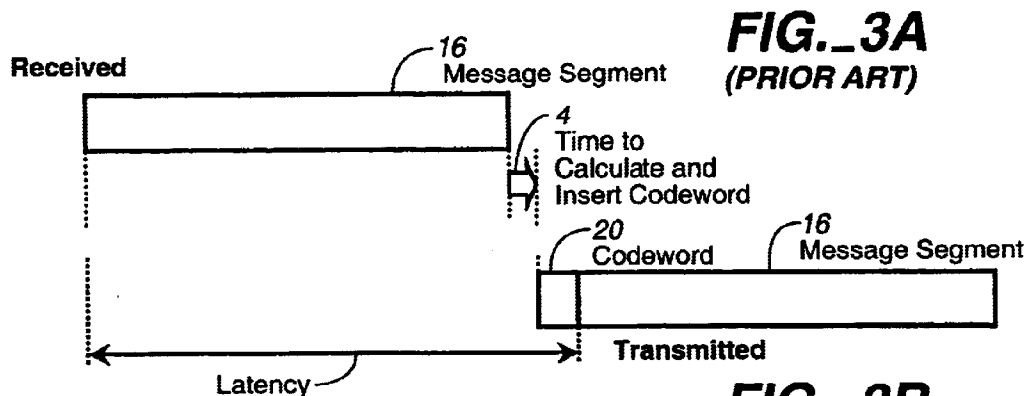 FIG._3A
(PRIOR ART)
Received
16
Message Segment
4
Time to
Calculate and
Insert Codeword
20
Codeword
16
Message Segment
Transmitted
Latency